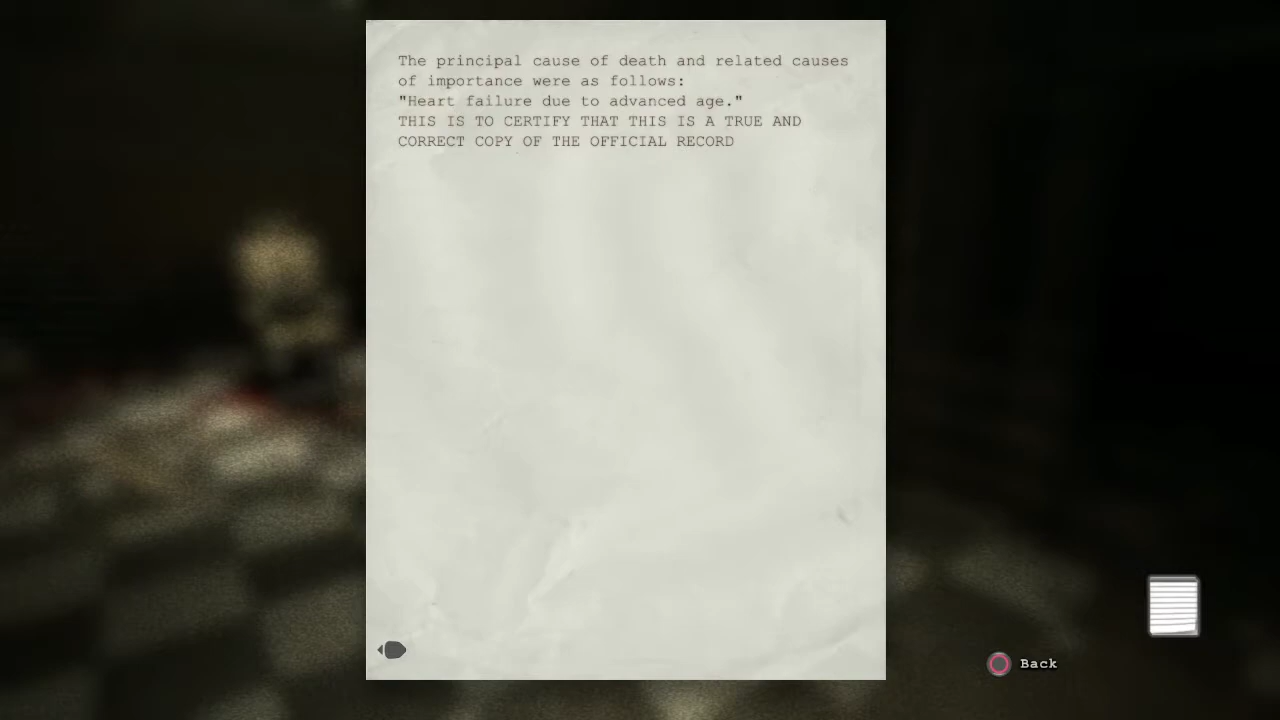 The principal cause of death and related causes
of importance were as follows:
"Heart failure due to advanced age."
THIS IS TO CERTIFY THAT THIS IS A TRUE AND
CORRECT COPY OF THE OFFICIAL RECORD
Back